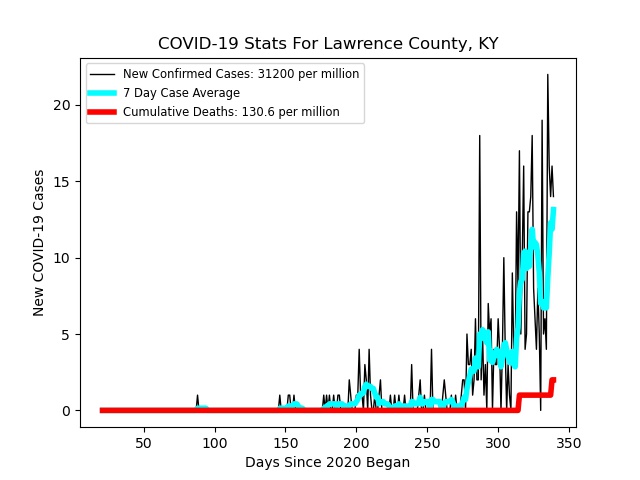 COVID-19 Stats For Lawrence County, KY
New Confirmed Cases: 31200 per million
7 Day Case Average
Cumulative Deaths: 130.6 per million
New COVID-19 Cases
20
15
10
5
0
50 100 150 200 250 300 350
Days Since 2020 Began